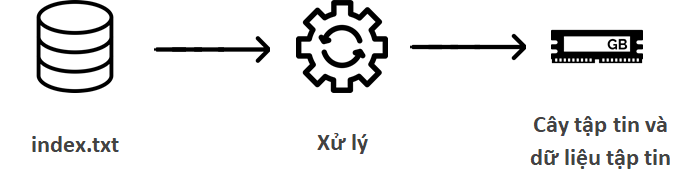 GB
index.txt
Xử lý
Cây tập tin và
dữ liệu tập tin